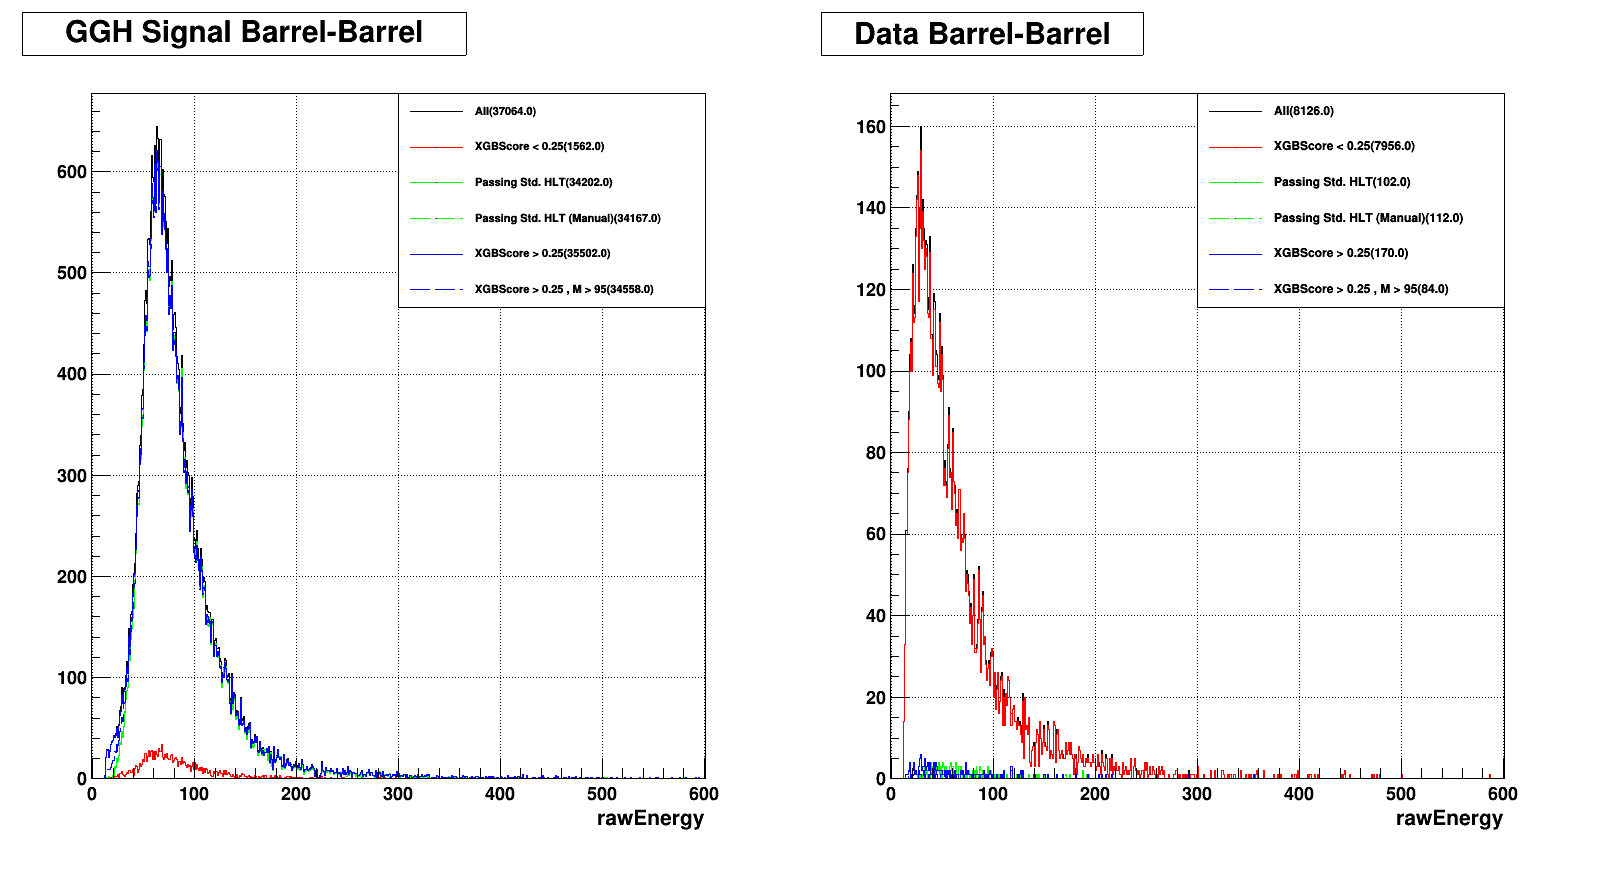 GGH Signal Barrel-Barrel
All(37064.0)
XGBScore < 0.25(1562.0)
Passing Std. HLT(34202.0)
Passing Std. HLT (Manual)(34167.0)
XGBScore > 0.25(35502.0)
XGBScore > 0.25 , M > 95(34558.0)
600
500
400
300
200
100
0
0 100 200 300 400 500 600
rawEnergy
Data Barrel-Barrel
All(8126.0)
XGBScore < 0.25(7956.0)
Passing Std. HLT(102.0)
Passing Std. HLT (Manual)(112.0)
XGBScore > 0.25(170.0)
XGBScore > 0.25 , M > 95(84.0)
160
140
120
100
80
60
40
20
0
0 100 200 300 400 500 600
rawEnergy